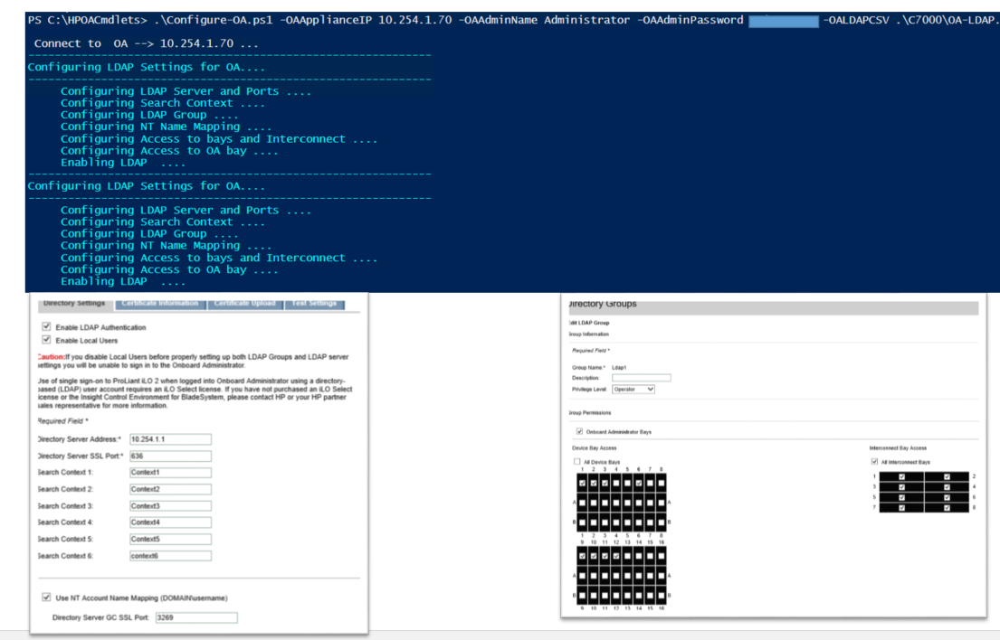 PS C:\HPOACmdlets> .\Configure-OA.ps1 -OAApplianceIP 10.254.1.70 -OAAdminName Administrator -OAAdminPassword -OALDAPCSV .\C7000\OA-LDAP.
Connect to OA --> 10.254.1.70 ...
------------------------------------------------------------
Configuring LDAP Settings for OA....
------------------------------------------------------------
Configuring LDAP Server and Ports ....
Configuring Search Context ....
Configuring LDAP Group ....
Configuring NT Name Mapping ....
Configuring Access to bays and Interconnect ....
Configuring Access to OA bay ....
Enabling LDAP ....
------------------------------------------------------------
Configuring LDAP Settings for OA....
------------------------------------------------------------
Configuring LDAP Server and Ports ....
Configuring Search Context ....
Configuring LDAP Group ....
Configuring NT Name Mapping ....
Configuring Access to bays and Interconnect ....
Configuring Access to OA bay ....
Enabling LDAP ....
Directory Settings Certificate Information Certificate Upload Test Settings
Enable LDAP Authentication
Enable Local Users
Caution:If you disable Local Users before properly setting up both LDAP Groups and LDAP server
settings you will be unable to sign in to the Onboard Administrator.
Use of single sign-on to ProLiant iLO 2 when logged into Onboard Administrator using a directory-
based (LDAP) user account requires an iLO Select license. If you have not purchased an iLO Select
license or the Insight Control Environment for BladeSystem, please contact HP or your HP partner
sales representative for more information.
Required Field *
Directory Server Address:* 10.254.1.1
Directory Server SSL Port:* 636
Search Context 1: Context1
Search Context 2: Context2
Search Context 3: Context3
Search Context 4: Context4
Search Context 5: Context5
Search Context 6: context6
Use NT Account Name Mapping (DOMAIN\username)
Directory Server GC SSL Port: 3269
Directory Groups
Edit LDAP Group
Group Information
Required Field *
Group Name:* Ldap1
Description:
Privilege Level: Operator
Group Permissions
Onboard Administrator Bays
Device Bay Access
All Device Bays
1 2 3 4 5 6 7 8
A A
B B
1 2 3 4 5 6 7 8
9 10 11 12 13 14 15 16
A A
B B
9 10 11 12 13 14 15 16
Interconnect Bay Access
All Interconnect Bays
1 2
3 4
5 6
7 8